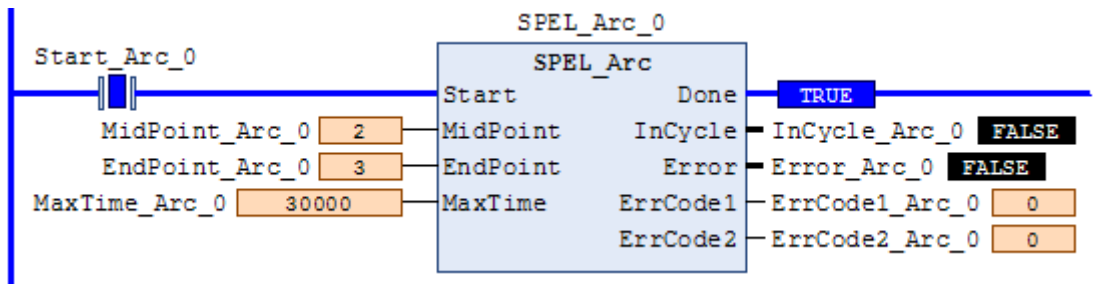 SPEL_Arc_0
Start_Arc_0 SPEL_Arc
Start Done TRUE
MidPoint_Arc_0 2 MidPoint InCycle InCycle_Arc_0 FALSE
EndPoint_Arc_0 3 EndPoint Error Error_Arc_0 FALSE
MaxTime_Arc_0 30000 MaxTime ErrCode1 ErrCode1_Arc_0 0
ErrCode2 ErrCode2_Arc_0 0